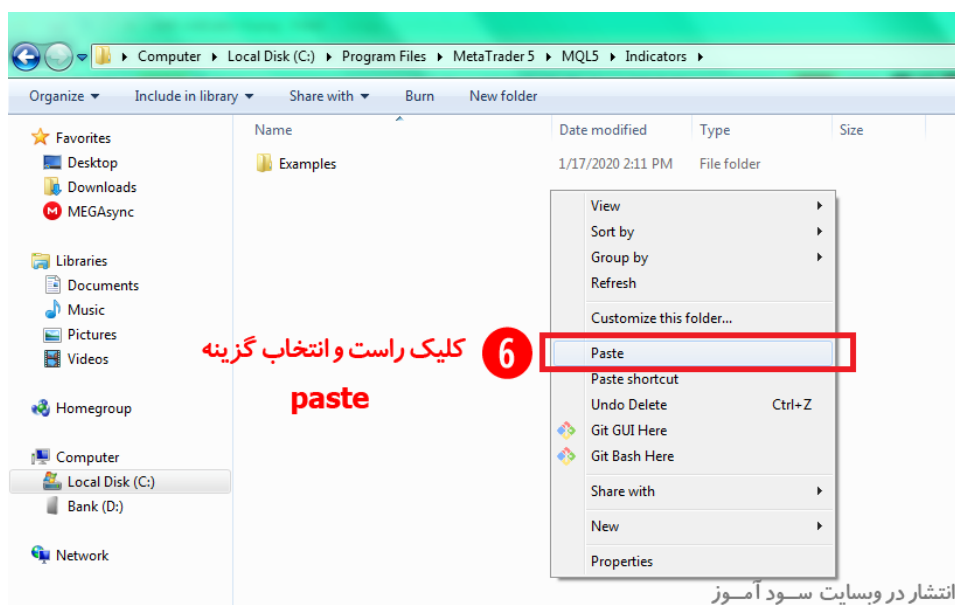 Computer ▸ Local Disk (C:) ▸ Program Files ▸ MetaTrader 5 ▸ MQL5 ▸ Indicators ▸
Organize ▾ Include in library ▾ Share with ▾ Burn New folder
Name Date modified Type Size
Examples 1/17/2020 2:11 PM File folder
Favorites
Desktop
Downloads
MEGAsync
Libraries
Documents
Music
Pictures
Videos
Homegroup
Computer
Local Disk (C:)
Bank (D:)
Network
View
Sort by
Group by
Refresh
Customize this folder...
Paste
Paste shortcut
Undo Delete Ctrl+Z
Git GUI Here
Git Bash Here
Share with
New
Properties
6 کلیک راست و انتخاب گزینه
paste
انتشار در وبسایت ســود آمــوز